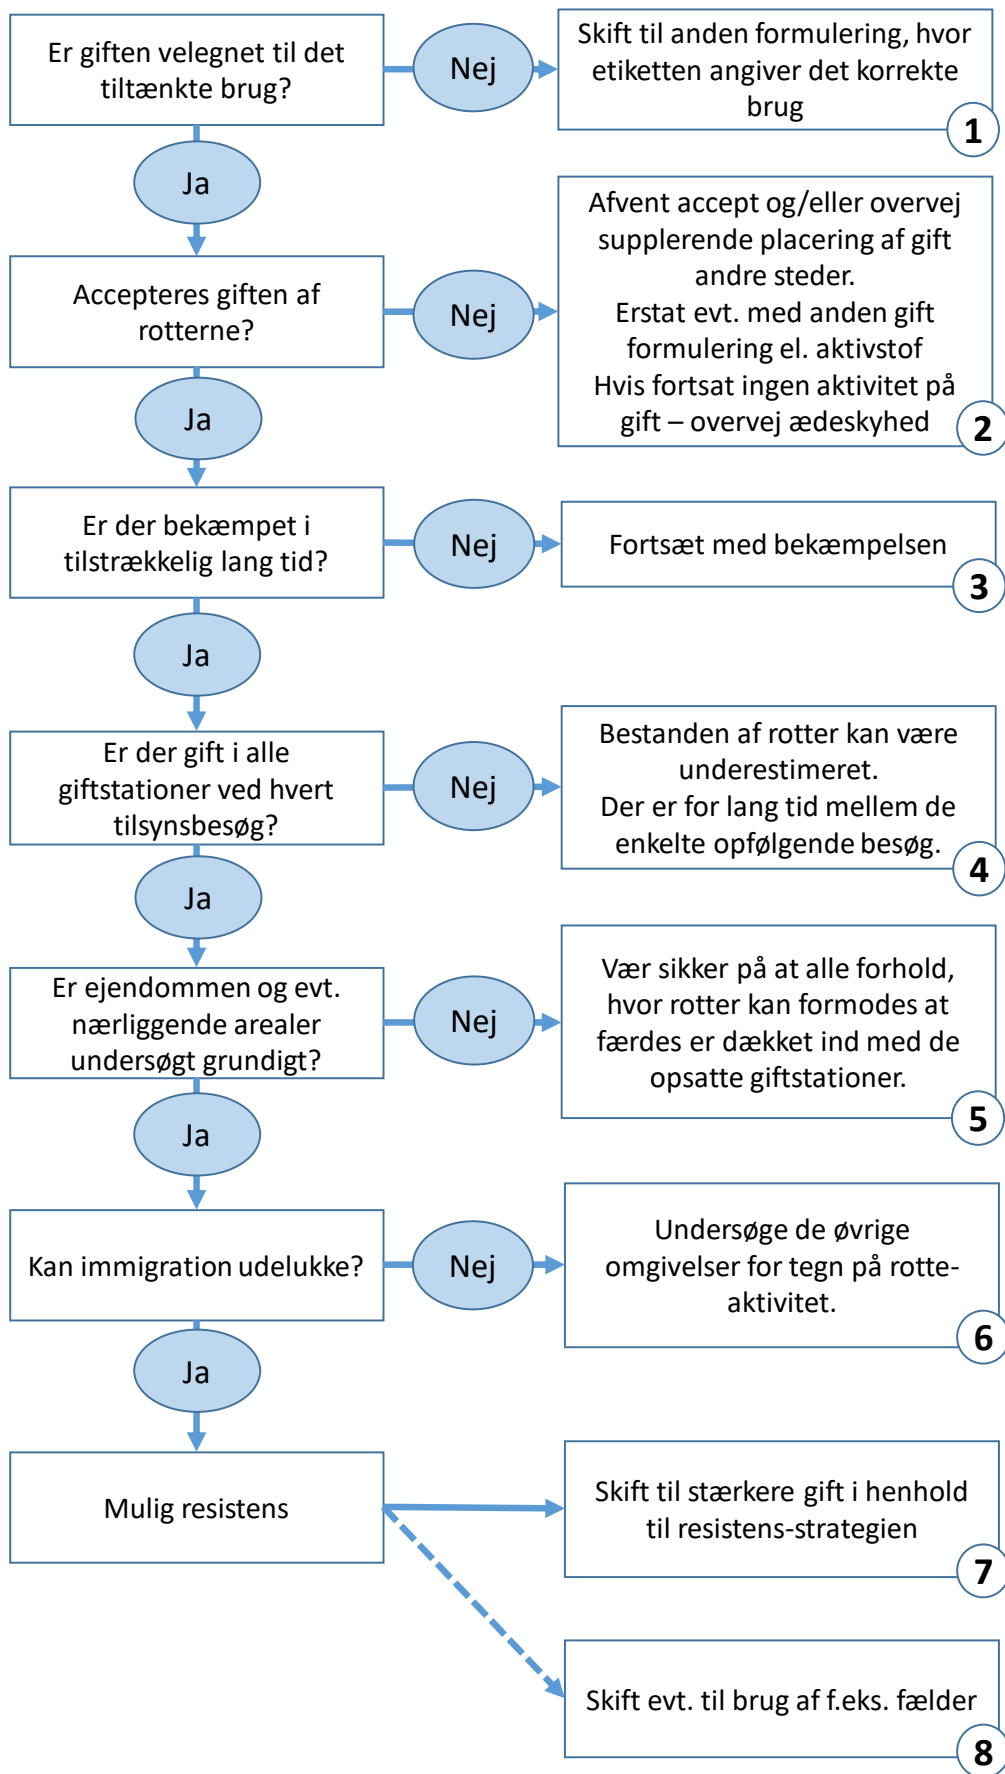 Er giften velegnet til det
tiltænkte brug?
Nej
Skift til anden formulering, hvor
etiketten angiver det korrekte
brug
1
Ja
Accepteres giften af
rotterne?
Nej
Afvent accept og/eller overvej
supplerende placering af gift
andre steder.
Erstat evt. med anden gift
formulering el. aktivstof
Hvis fortsat ingen aktivitet på
gift – overvej ædeskyhed
2
Ja
Er der bekæmpet i
tilstrækkelig lang tid?
Nej
Fortsæt med bekæmpelsen
3
Ja
Er der gift i alle
giftstationer ved hvert
tilsynsbesøg?
Nej
Bestanden af rotter kan være
underestimeret.
Der er for lang tid mellem de
enkelte opfølgende besøg.
4
Ja
Er ejendommen og evt.
nærliggende arealer
undersøgt grundigt?
Nej
Vær sikker på at alle forhold,
hvor rotter kan formodes at
færdes er dækket ind med de
opsatte giftstationer.
5
Ja
Kan immigration udelukke?
Nej
Undersøge de øvrige
omgivelser for tegn på rotte-
aktivitet.
6
Ja
Mulig resistens
Skift til stærkere gift i henhold
til resistens-strategien
7
Skift evt. til brug af f.eks. fælder
8